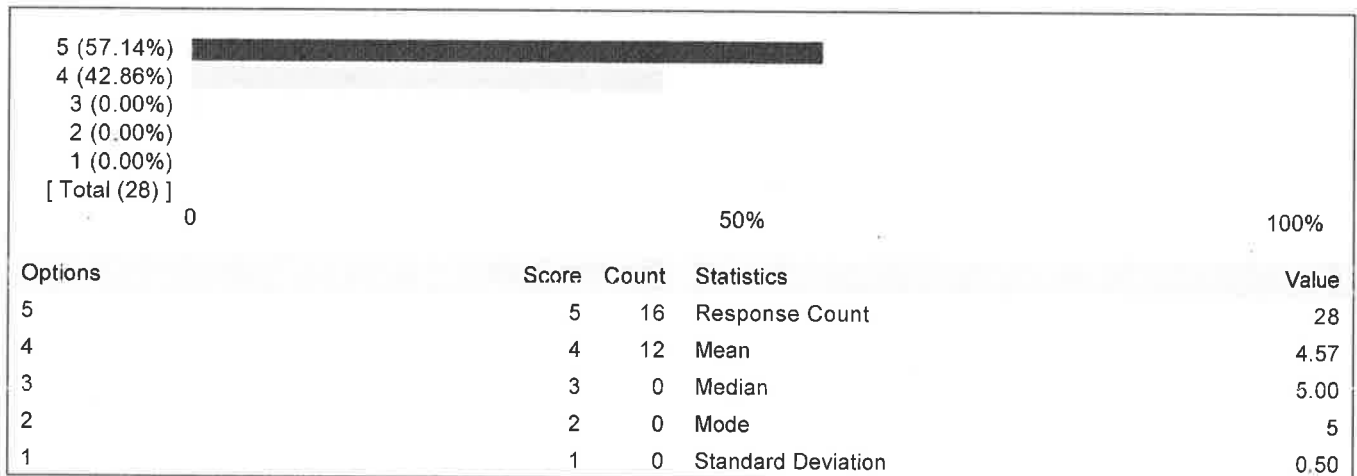 5 (57.14%)
4 (42.86%)
3 (0.00%)
2 (0.00%)
1 (0.00%)
[ Total (28) ]
0 50% 100%
Options Score Count Statistics Value
5 5 16 Response Count 28
4 4 12 Mean 4.57
3 3 0 Median 5.00
2 2 0 Mode 5
1 1 0 Standard Deviation 0.50